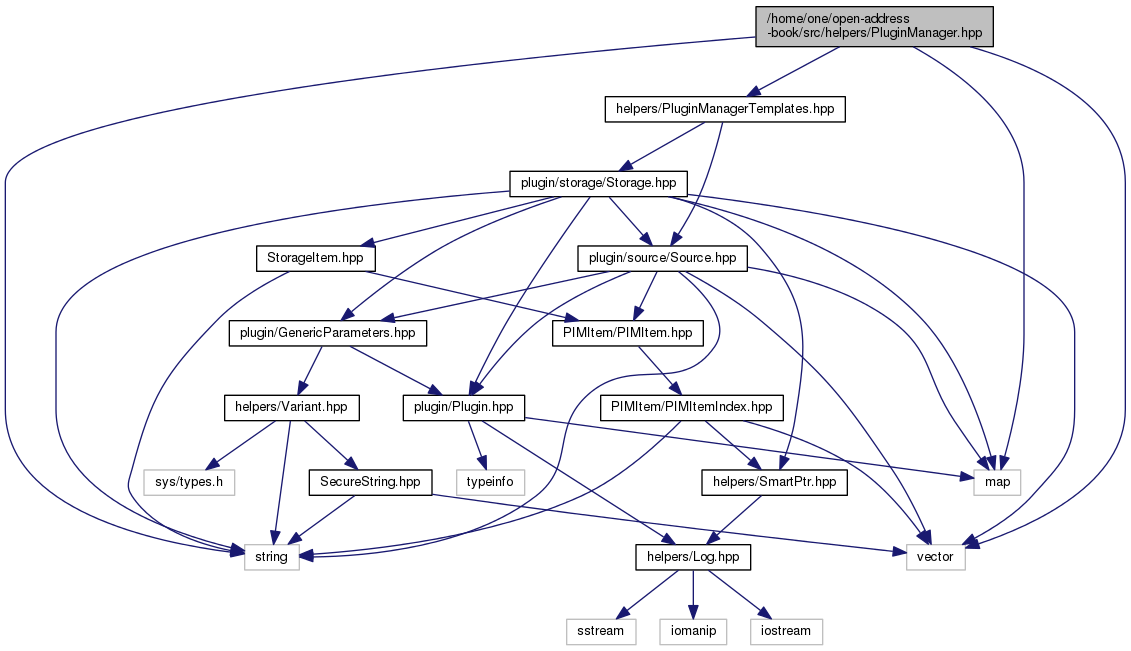 /home/one/open-address
-book/src/helpers/PluginManager.hpp
helpers/PluginManagerTemplates.hpp
plugin/storage/Storage.hpp
StorageItem.hpp
plugin/source/Source.hpp
plugin/GenericParameters.hpp
PIMItem/PIMItem.hpp
helpers/Variant.hpp
plugin/Plugin.hpp
PIMItem/PIMItemIndex.hpp
sys/types.h
SecureString.hpp
typeinfo
helpers/SmartPtr.hpp
map
string
helpers/Log.hpp
vector
sstream
iomanip
iostream